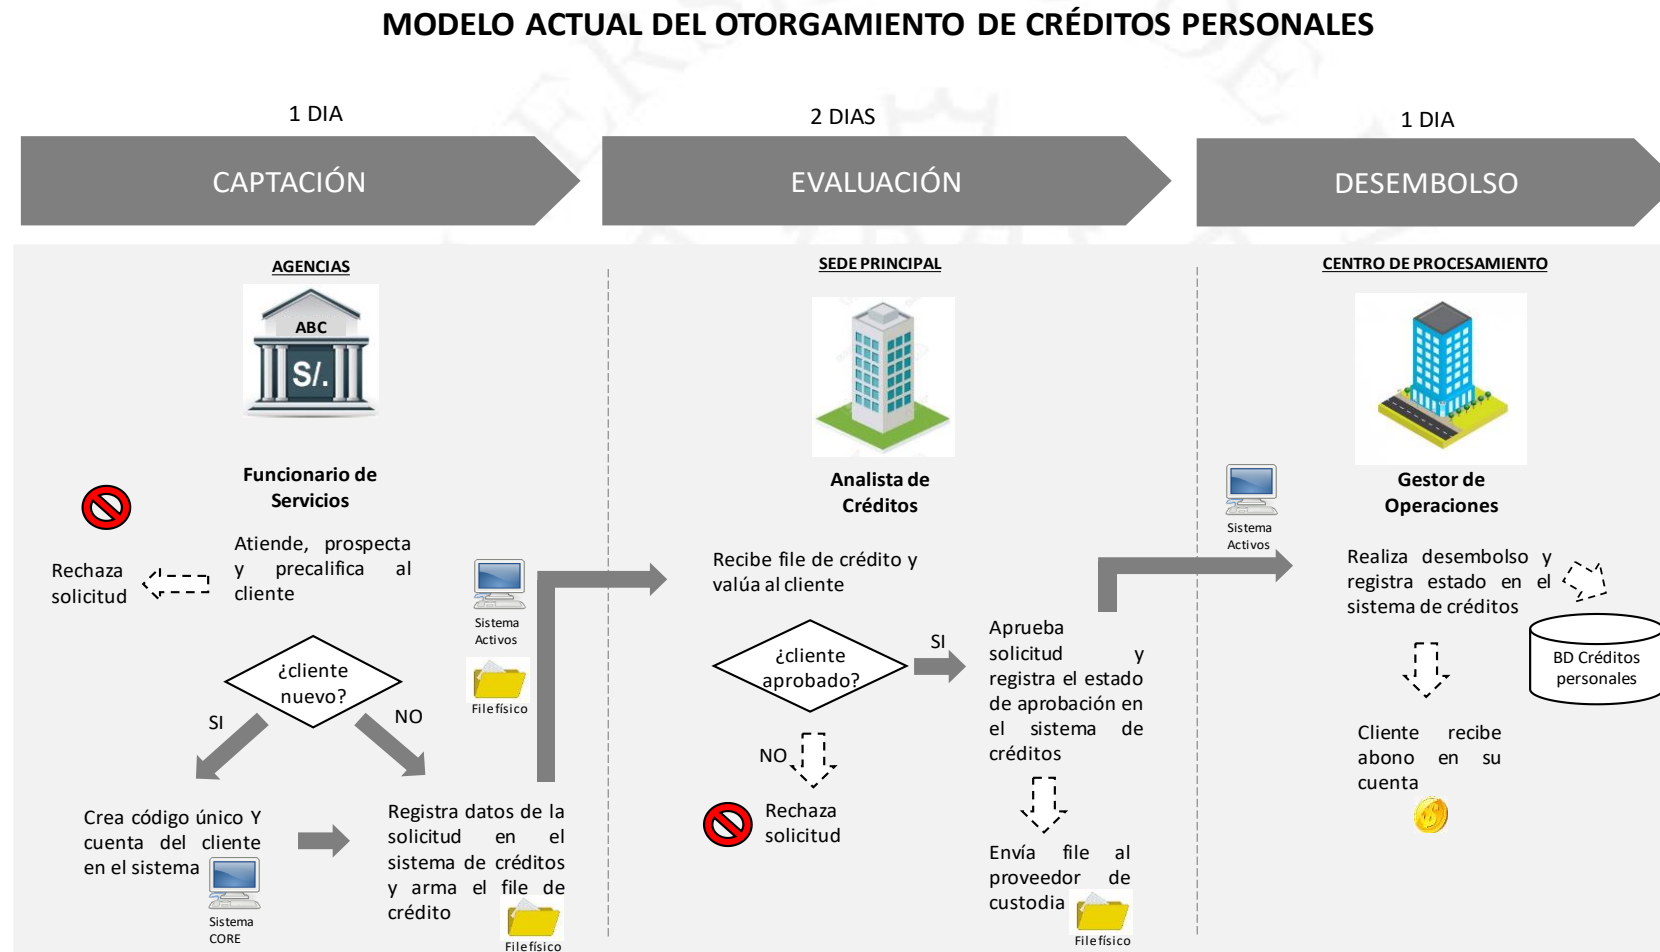 MODELO ACTUAL DEL OTORGAMIENTO DE CRÉDITOS PERSONALES
1 DIA
2 DIAS
1 DIA
CAPTACIÓN
EVALUACIÓN
DESEMBOLSO
AGENCIAS
ABC
S/.
Funcionario de
Servicios
Atiende, prospecta
y precalifica al
cliente
Rechaza
solicitud
¿cliente
nuevo?
SI
NO
Sistema
Activos
File físico
Crea código único Y
cuenta del cliente
en el sistema
Sistema
CORE
Registra datos de la
solicitud en el
sistema de créditos
y arma el file de
crédito
File físico
SEDE PRINCIPAL
Analista de
Créditos
Recibe file de crédito y
valúa al cliente
¿cliente
aprobado?
SI
NO
Rechaza
solicitud
Aprueba
solicitud y
registra el estado
de aprobación en
el sistema de
créditos
Envía file al
proveedor de
custodia
File físico
CENTRO DE PROCESAMIENTO
Sistema
Activos
Gestor de
Operaciones
Realiza desembolso y
registra estado en el
sistema de créditos
BD Créditos
personales
Cliente recibe
abono en su
cuenta